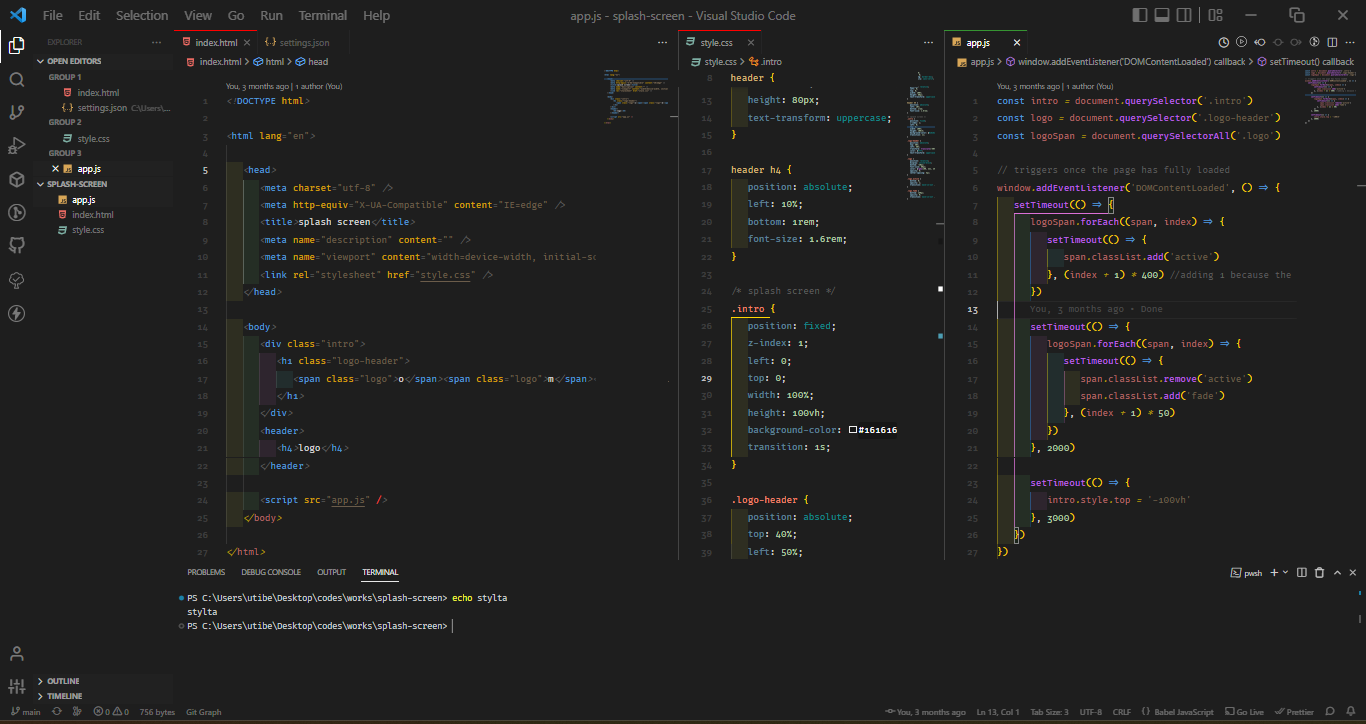 File Edit Selection View Go Run Terminal Help
app.js - splash-screen - Visual Studio Code
EXPLORER
OPEN EDITORS
GROUP 1
index.html
settings.json C:\Users\...
GROUP 2
style.css
GROUP 3
app.js
SPLASH-SCREEN
app.js
index.html
style.css
OUTLINE
TIMELINE
index.html settings.json
index.html > html > head
You, 3 months ago | 1 author (You)
1 <!DOCTYPE html>
2
3 <html lang="en">
4
5 <head>
6 <meta charset="utf-8" />
7 <meta http-equiv="X-UA-Compatible" content="IE=edge" />
8 <title>splash screen</title>
9 <meta name="description" content="" />
10 <meta name="viewport" content="width=device-width, initial-sc
11 <link rel="stylesheet" href="style.css" />
12 </head>
13
14 <body>
15 <div class="intro">
16 <h1 class="logo-header">
17 <span class="logo">o</span><span class="logo">m</span><
18 </h1>
19 </div>
20 <header>
21 <h4>logo</h4>
22 </header>
23
24 <script src="app.js" />
25 </body>
26
27 </html>
style.css
style.css > .intro
8 header {
13 height: 80px;
14 text-transform: uppercase;
15 }
16
17 header h4 {
18 position: absolute;
19 left: 10%;
20 bottom: 1rem;
21 font-size: 1.6rem;
22 }
23
24 /* splash screen */
25 .intro {
26 position: fixed;
27 z-index: 1;
28 left: 0;
29 top: 0;
30 width: 100%;
31 height: 100vh;
32 background-color: #161616
33 transition: 1s;
34 }
35
36 .logo-header {
37 position: absolute;
38 top: 40%;
39 left: 50%;
app.js
app.js > window.addEventListener('DOMContentLoaded') callback > setTimeout() callback
You, 3 months ago | 1 author (You)
1 const intro = document.querySelector('.intro')
2 const logo = document.querySelector('.logo-header')
3 const logoSpan = document.querySelectorAll('.logo')
4
5 // triggers once the page has fully loaded
6 window.addEventListener('DOMContentLoaded', () => {
7 setTimeout(() => {
8 logoSpan.forEach((span, index) => {
9 setTimeout(() => {
10 span.classList.add('active')
11 }, (index + 1) * 400) //adding 1 because the
12 })
13 You, 3 months ago • Done
14 setTimeout(() => {
15 logoSpan.forEach((span, index) => {
16 setTimeout(() => {
17 span.classList.remove('active')
18 span.classList.add('fade')
19 }, (index + 1) * 50)
20 })
21 }, 2000)
22
23 setTimeout(() => {
24 intro.style.top = '-100vh'
25 }, 3000)
26 })
27 })
PROBLEMS DEBUG CONSOLE OUTPUT TERMINAL
pwsh
PS C:\Users\utibe\Desktop\codes\works\splash-screen> echo stylta
stylta
PS C:\Users\utibe\Desktop\codes\works\splash-screen>
main 0 0 756 bytes Git Graph You, 3 months ago Ln 13, Col 1 Tab Size: 3 UTF-8 CRLF Babel JavaScript Go Live Prettier